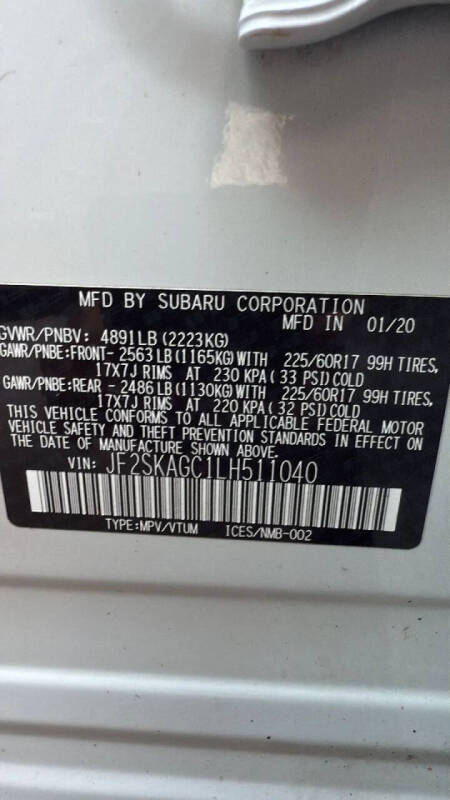 MFD BY SUBARU CORPORATION
MFD IN 01/20
GVWR/PNBV: 4891LB (2223KG)
GAWR/PNBE:FRONT- 2563 LB (1165KG) WITH 225/60R17 99H TIRES,
17X7J RIMS AT 230 KPA ( 33 PSI) COLD
GAWR/PNBE:REAR - 2486 LB (1130KG) WITH 225/60R17 99H TIRES,
17X7J RIMS AT 220 KPA ( 32 PSI) COLD
THIS VEHICLE CONFORMS TO ALL APPLICABLE FEDERAL MOTOR
VEHICLE SAFETY AND THEFT PREVENTION STANDARDS IN EFFECT ON
THE DATE OF MANUFACTURE SHOWN ABOVE.
VIN: JF2SKAGC1LH511040
TYPE:MPV/VTUM ICES/NMB-002